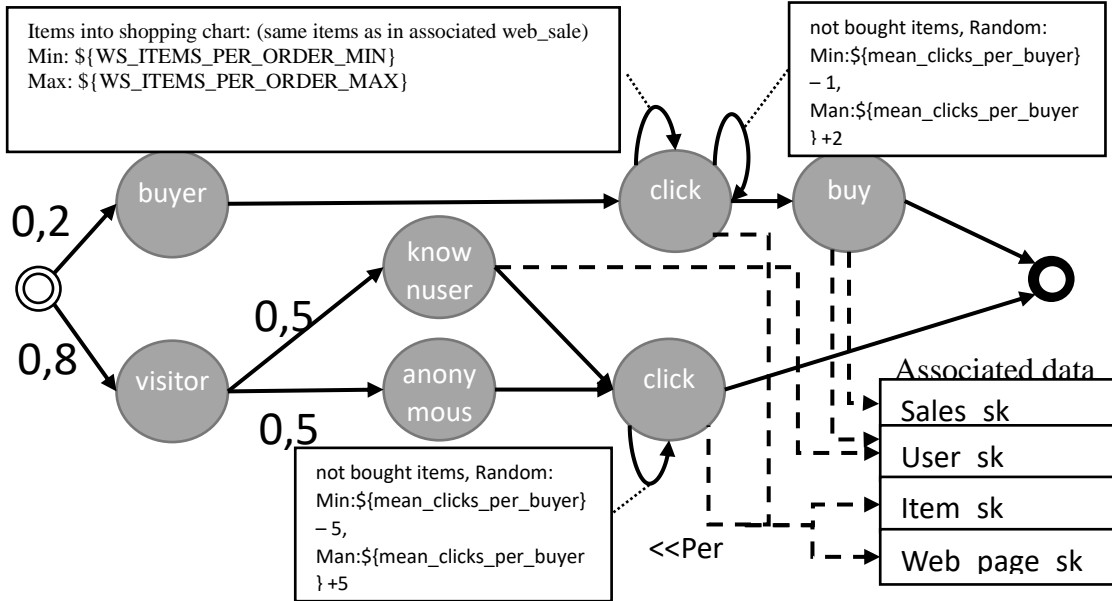 Items into shopping chart: (same items as in associated web_sale)
Min: ${WS_ITEMS_PER_ORDER_MIN}
Max: ${WS_ITEMS_PER_ORDER_MAX}
not bought items, Random:
Min:${mean_clicks_per_buyer}
– 1,
Man:${mean_clicks_per_buyer
} +2
buyer
click
buy
0,2
know
nuser
0,5
0,8
visitor
anony
mous
click
0,5
Associated data
Sales_sk
User_sk
Item_sk
Web_page_sk
not bought items, Random:
Min:${mean_clicks_per_buyer}
– 5,
Man:${mean_clicks_per_buyer
} +5
<<Per